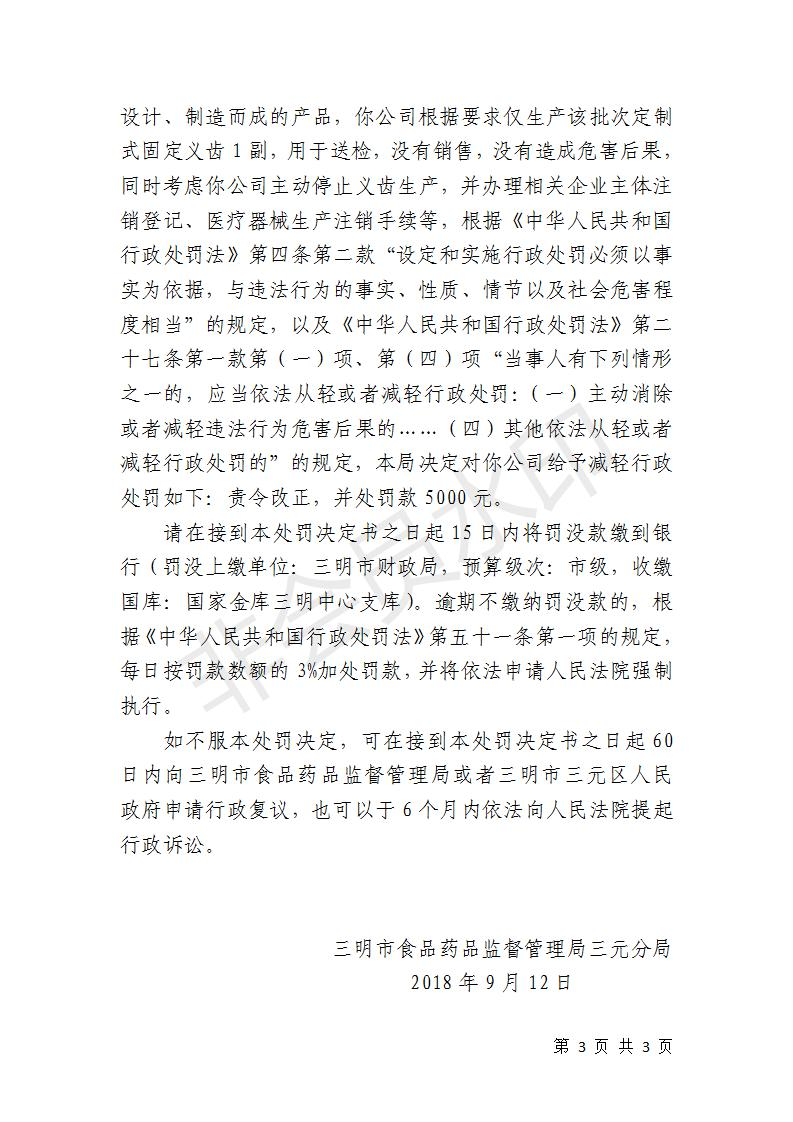 设计、制造而成的产品，你公司根据要求仅生产该批次定制
式固定义齿 1 副，用于送检，没有销售，没有造成危害后果，
同时考虑你公司主动停止义齿生产，并办理相关企业主体注
销登记、医疗器械生产注销手续等，根据《中华人民共和国
行政处罚法》第四条第二款“设定和实施行政处罚必须以事
实为依据，与违法行为的事实、性质、情节以及社会危害程
度相当”的规定，以及《中华人民共和国行政处罚法》第二
十七条第一款第（一）项、第（四）项“当事人有下列情形
之一的，应当依法从轻或者减轻行政处罚：（一）主动消除
或者减轻违法行为危害后果的……（四）其他依法从轻或者
减轻行政处罚的”的规定，本局决定对你公司给予减轻行政
处罚如下：责令改正，并处罚款 5000 元。
请在接到本处罚决定书之日起 15 日内将罚没款缴到银
行（罚没上缴单位：三明市财政局，预算级次：市级，收缴
国库：国家金库三明中心支库）。逾期不缴纳罚没款的，根
据《中华人民共和国行政处罚法》第五十一条第一项的规定，
每日按罚款数额的 3%加处罚款，并将依法申请人民法院强制
执行。
如不服本处罚决定，可在接到本处罚决定书之日起 60
日内向三明市食品药品监督管理局或者三明市三元区人民
政府申请行政复议，也可以于 6 个月内依法向人民法院提起
行政诉讼。
三明市食品药品监督管理局三元分局
2018 年 9 月 12 日
第 3 页 共 3 页
非会员水印